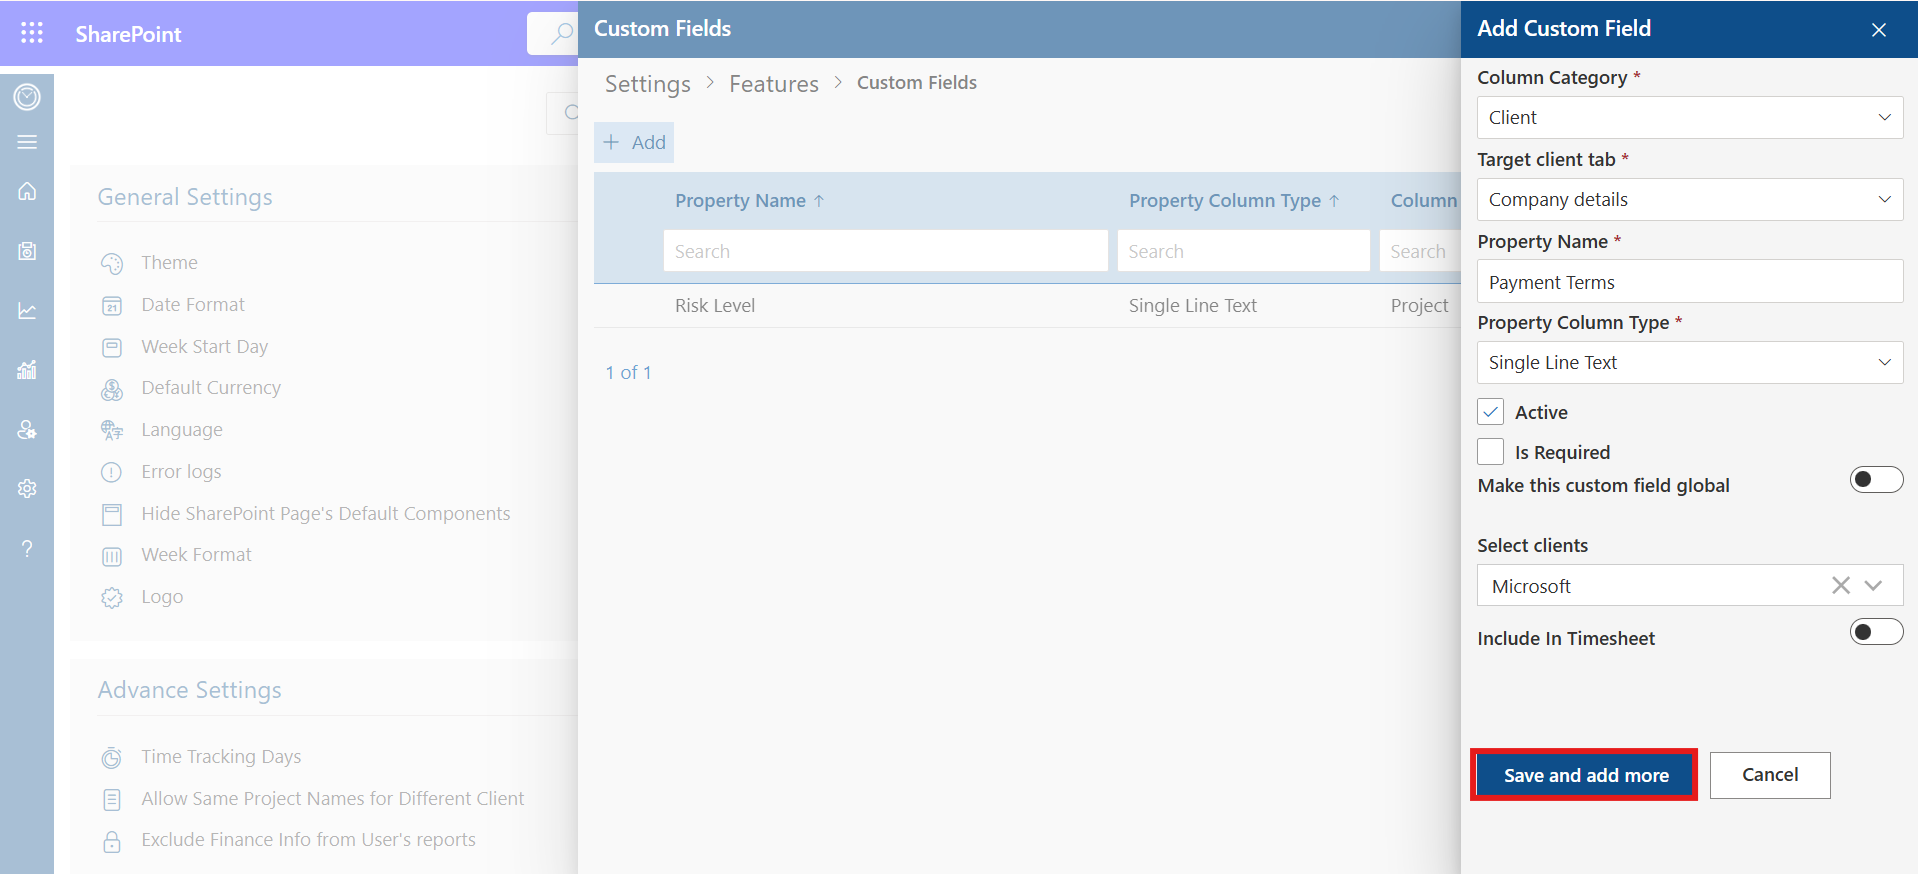 SharePoint
General Settings
Theme
21
Date Format
Week Start Day
Default Currency
Language
Error logs
Hide SharePoint Page's Default Components
Week Format
Logo
Advance Settings
Time Tracking Days
Allow Same Project Names for Different Client
Exclude Finance Info from User's reports
?
Custom Fields
Settings > Features > Custom Fields
+ Add
Property Name ↑ Property Column Type ↑ Column
Search Search Search
Risk Level Single Line Text Project
1 of 1
Add Custom Field
Column Category *
Client
Target client tab *
Company details
Property Name *
Payment Terms
Property Column Type *
Single Line Text
Active
Is Required
Make this custom field global
Select clients
Microsoft
Include In Timesheet
Save and add more Cancel